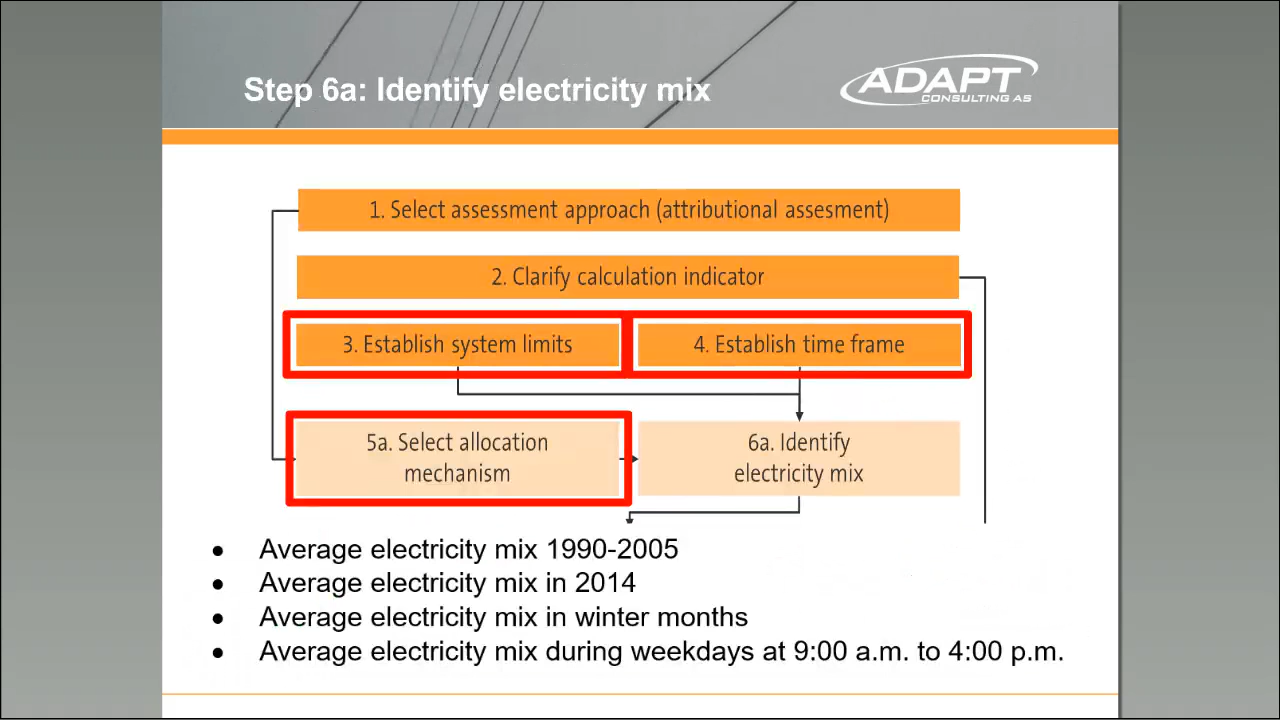 Step 6a: Identify electricity mix
ADAPT
CONSULTING AS
1. Select assessment approach (attributional assesment)
2. Clarify calculation indicator
3. Establish system limits
4. Establish time frame
5a. Select allocation
mechanism
6a. Identify
electricity mix
• Average electricity mix 1990-2005
• Average electricity mix in 2014
• Average electricity mix in winter months
• Average electricity mix during weekdays at 9:00 a.m. to 4:00 p.m.